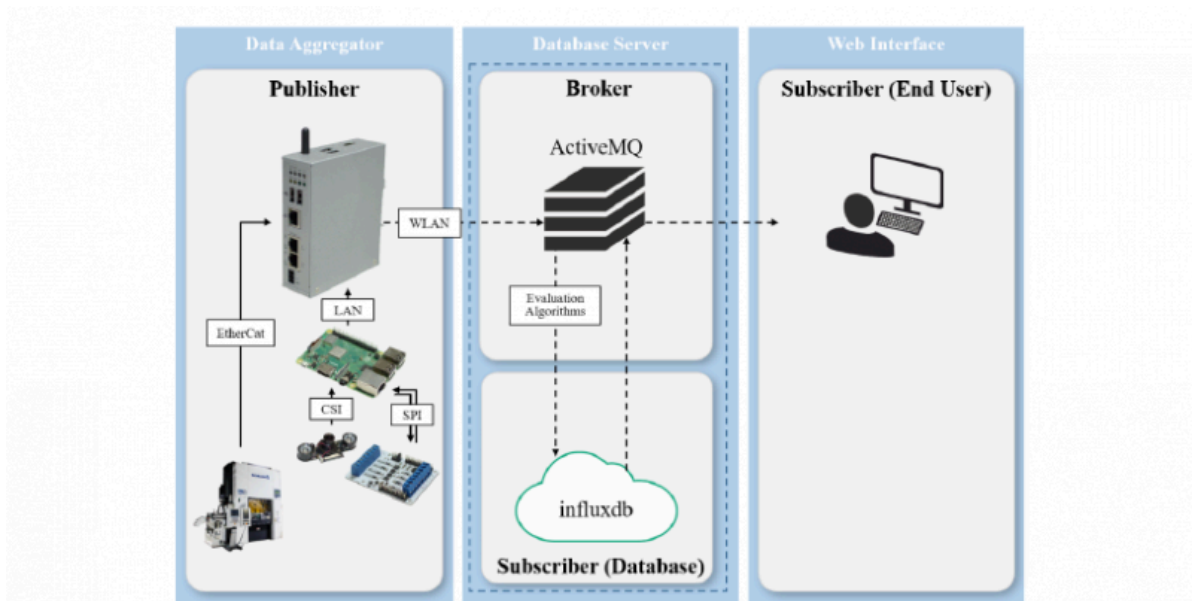 Data Aggregator
Database Server
Web Interface
Publisher
Broker
Subscriber (End User)
ActiveMQ
WLAN
Evaluation
Algorithms
LAN
EtherCat
CSI
SPI
influxdb
Subscriber (Database)